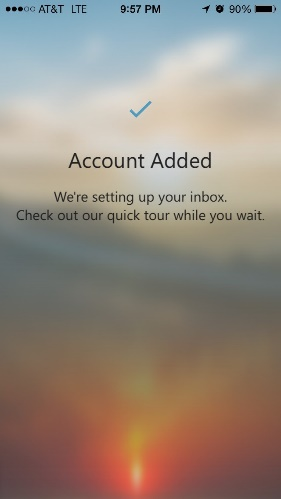 AT&T LTE 9:57 PM 90%
Account Added
We're setting up your inbox.
Check out our quick tour while you wait.